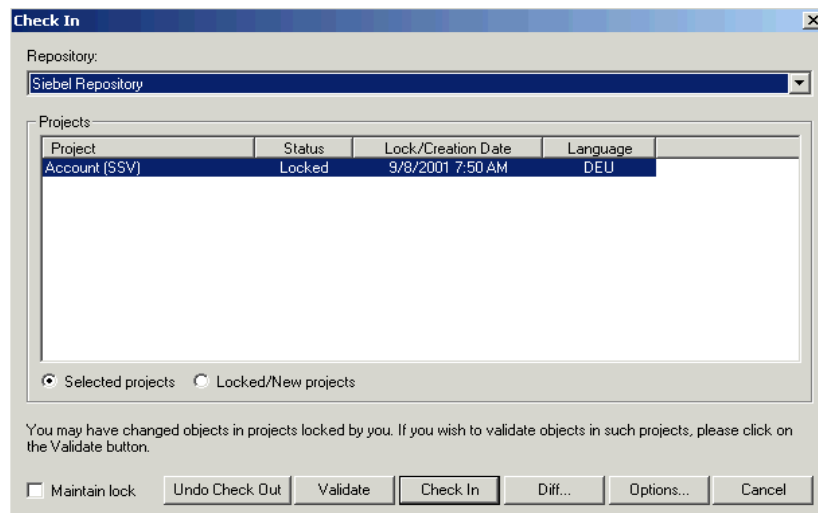 Check In
Repository:
Siebel Repository
Projects
Project Status Lock/Creation Date Language
Account (SSV) Locked 9/8/2001 7:50 AM DEU
Selected projects Locked/New projects
You may have changed objects in projects locked by you. If you wish to validate objects in such projects, please click on
the Validate button.
Maintain lock Undo Check Out Validate Check In Diff... Options... Cancel